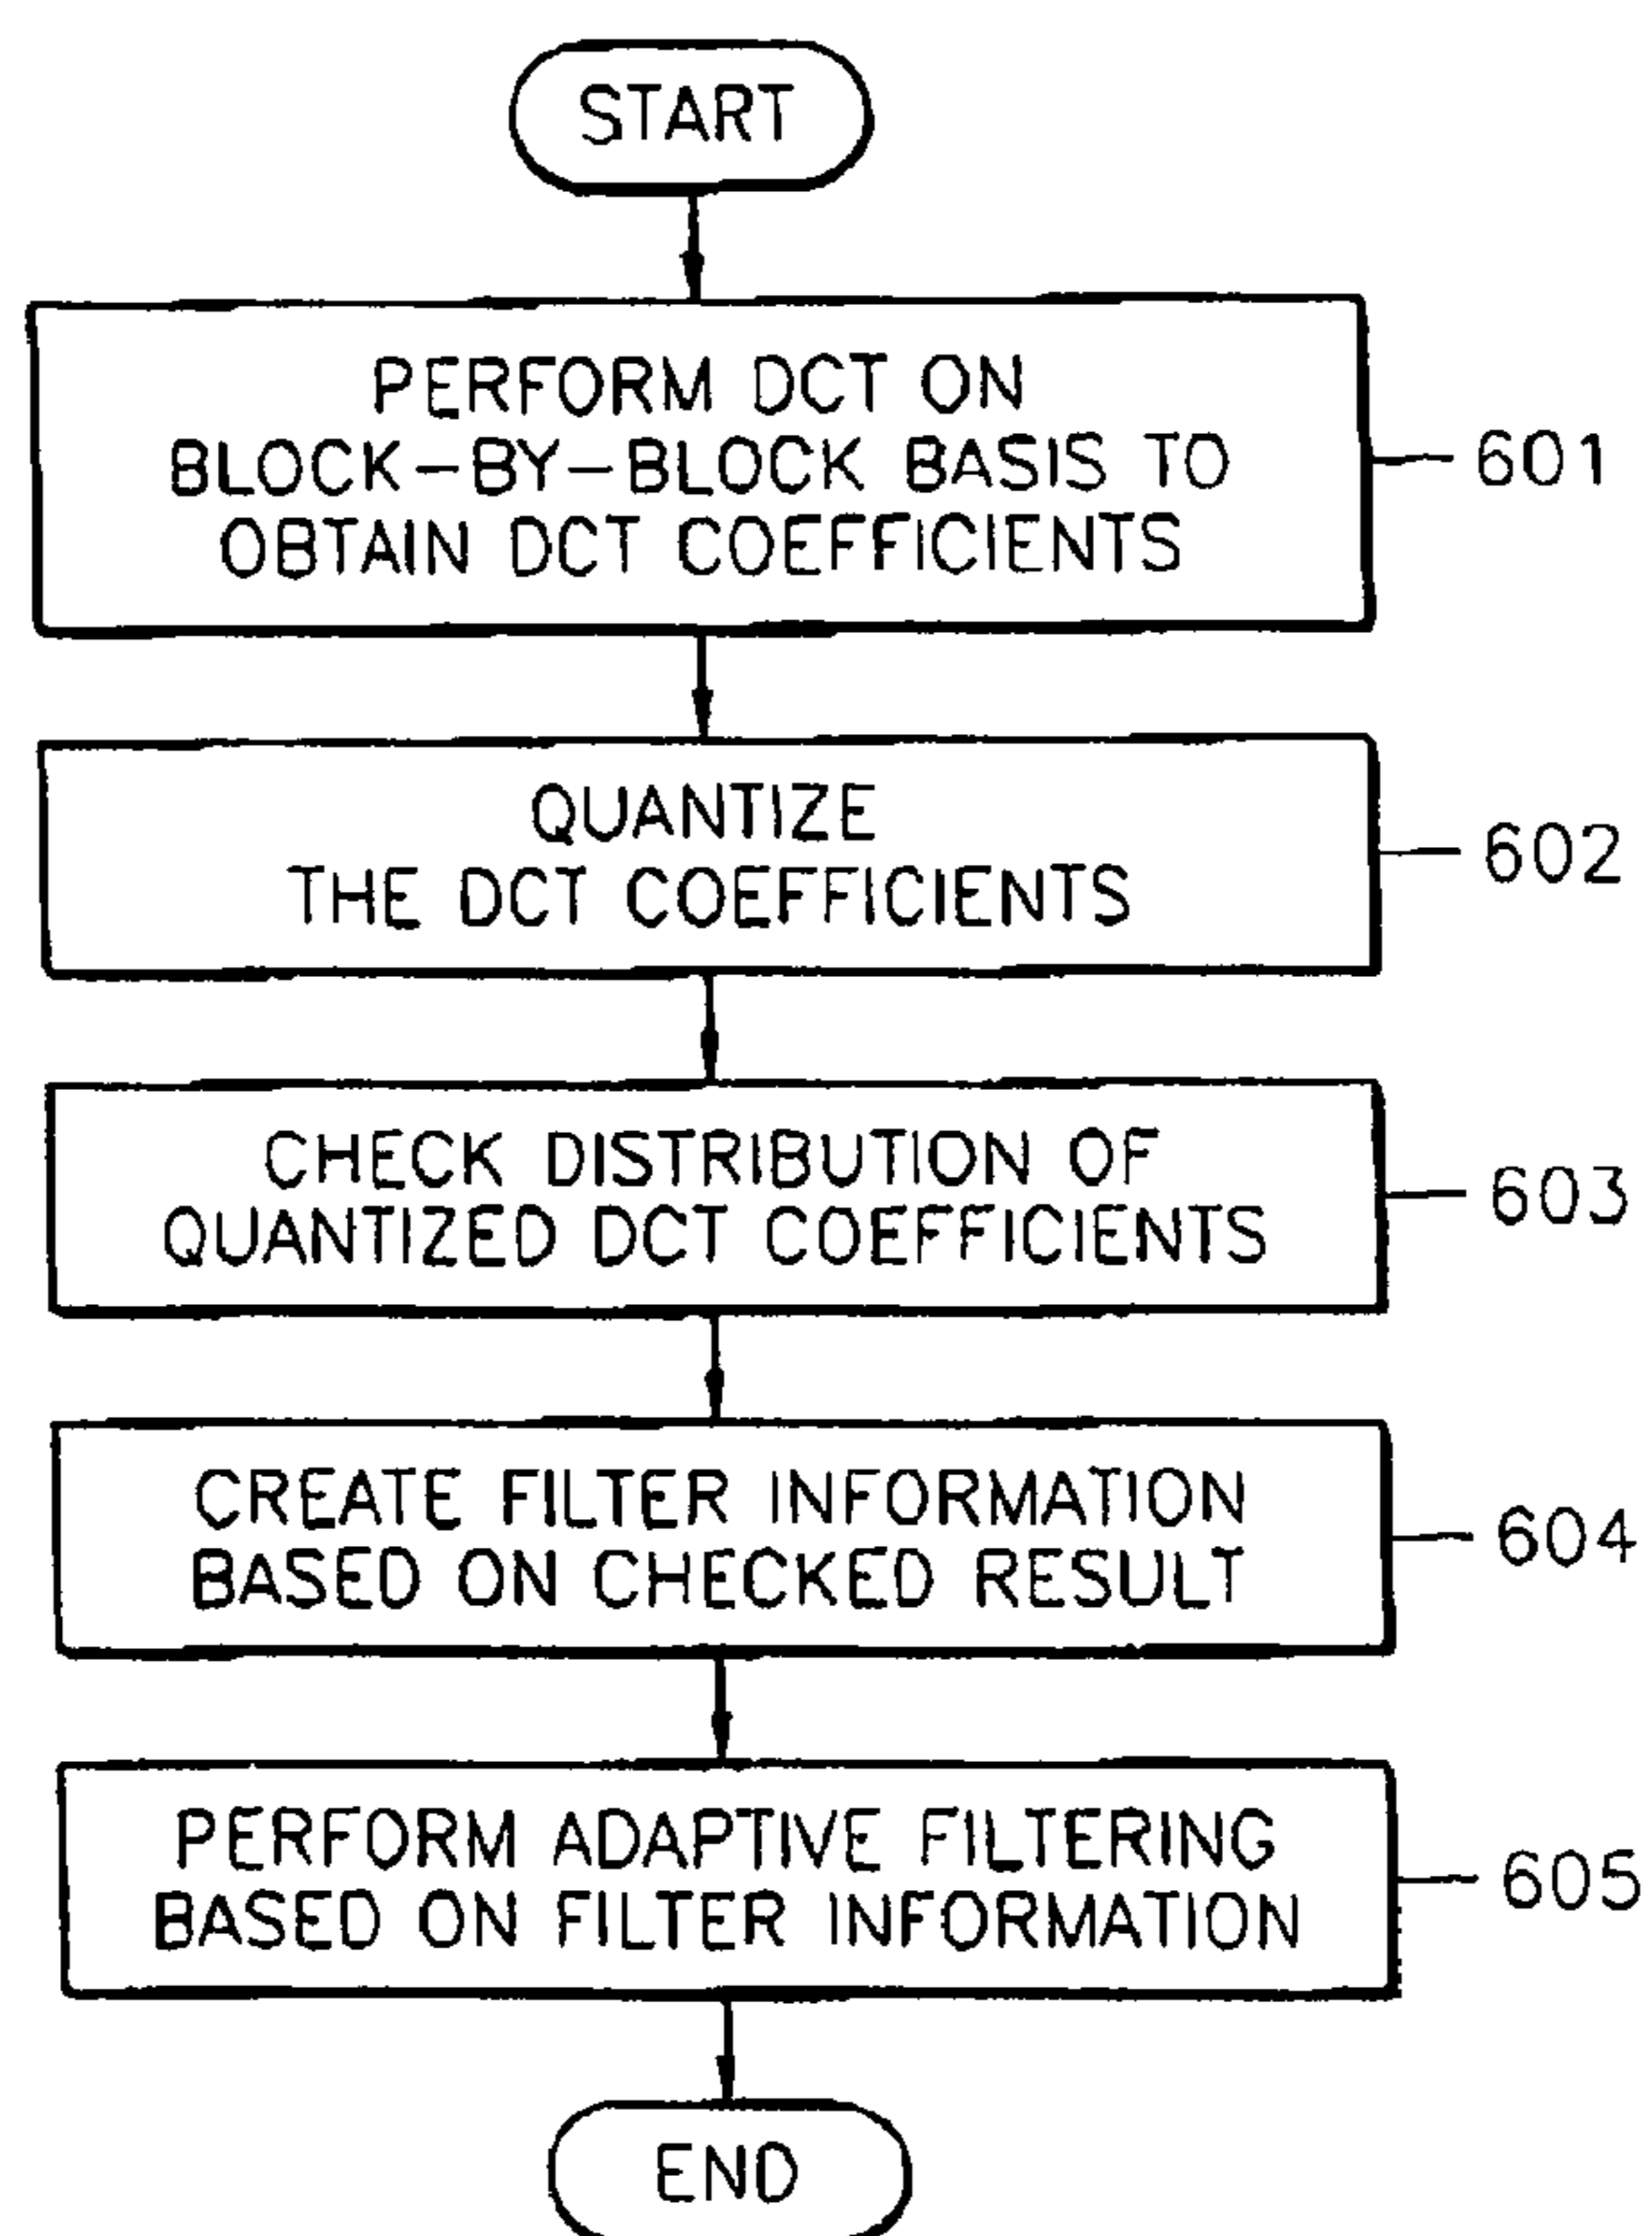 START
PERFORM DCT ON
BLOCK-BY-BLOCK BASIS TO
OBTAIN DCT COEFFICIENTS
601
QUANTIZE
THE DCT COEFFICIENTS
602
CHECK DISTRIBUTION OF
QUANTIZED DCT COEFFICIENTS
603
CREATE FILTER INFORMATION
BASED ON CHECKED RESULT
604
PERFORM ADAPTIVE FILTERING
BASED ON FILTER INFORMATION
605
END